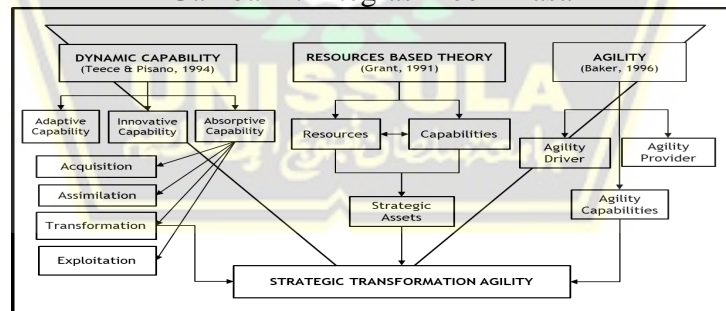 DYNAMIC CAPABILITY
(Teece & Pisano, 1994)
RESOURCES BASED THEORY
(Grant, 1991)
AGILITY
(Baker, 1996)
UNISSULA
Adaptive
Capability
Innovative
Capability
Absorptive
Capability
Resources
Capabilities
Agility
Driver
Agility
Provider
Acquisition
Assimilation
Transformation
Exploitation
Strategic
Assets
Agility
Capabilities
STRATEGIC TRANSFORMATION AGILITY